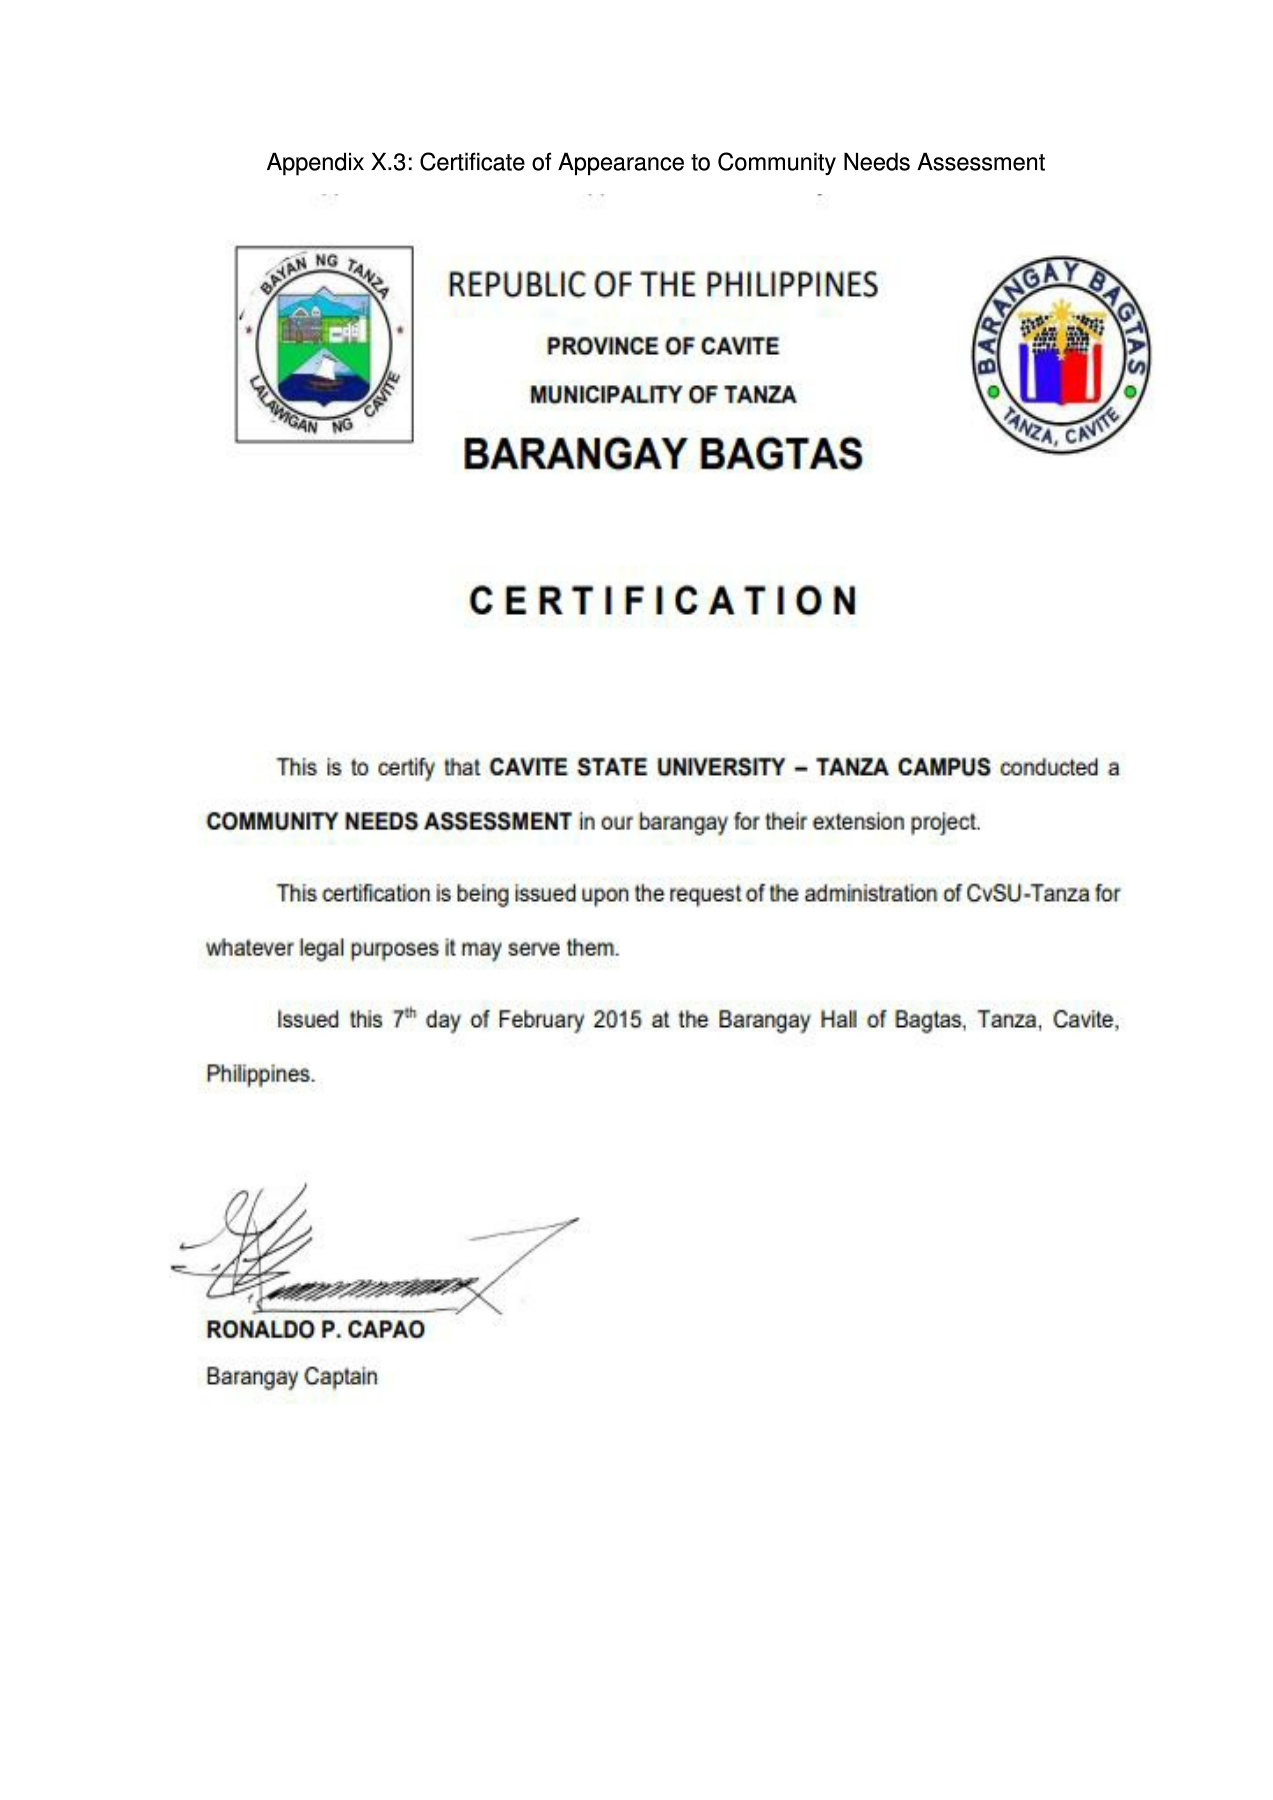 Appendix X.3: Certificate of Appearance to Community Needs Assessment
BAYAN NG TANZA
LALAWIGAN NG CAVITE
REPUBLIC OF THE PHILIPPINES
PROVINCE OF CAVITE
MUNICIPALITY OF TANZA
BARANGAY BAGTAS
BARANGAY BAGTAS
TANZA, CAVITE
CERTIFICATION
This is to certify that CAVITE STATE UNIVERSITY – TANZA CAMPUS conducted a
COMMUNITY NEEDS ASSESSMENT in our barangay for their extension project.
This certification is being issued upon the request of the administration of CvSU-Tanza for
whatever legal purposes it may serve them.
Issued this 7th day of February 2015 at the Barangay Hall of Bagtas, Tanza, Cavite,
Philippines.
RONALDO P. CAPAO
Barangay Captain